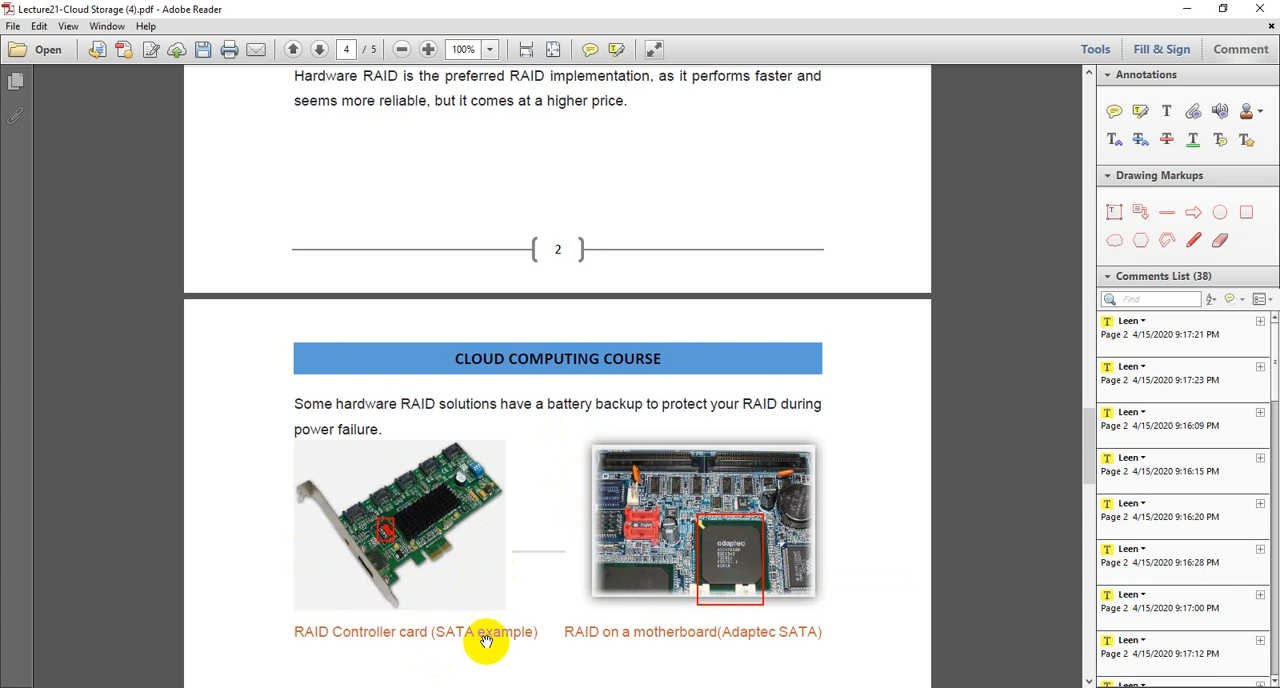 Lecture21-Cloud Storage (4).pdf - Adobe Reader
File Edit View Window Help
Open 4 / 5 100% Tools Fill & Sign Comment
Hardware RAID is the preferred RAID implementation, as it performs faster and
seems more reliable, but it comes at a higher price.
2
CLOUD COMPUTING COURSE
Some hardware RAID solutions have a battery backup to protect your RAID during
power failure.
adaptec
RAID Controller card (SATA example) RAID on a motherboard(Adaptec SATA)
Annotations
Drawing Markups
Comments List (38)
Find
Leen
Page 2 4/15/2020 9:17:21 PM
Leen
Page 2 4/15/2020 9:17:23 PM
Leen
Page 2 4/15/2020 9:16:09 PM
Leen
Page 2 4/15/2020 9:16:15 PM
Leen
Page 2 4/15/2020 9:16:20 PM
Leen
Page 2 4/15/2020 9:16:28 PM
Leen
Page 2 4/15/2020 9:17:00 PM
Leen
Page 2 4/15/2020 9:17:12 PM
Leen